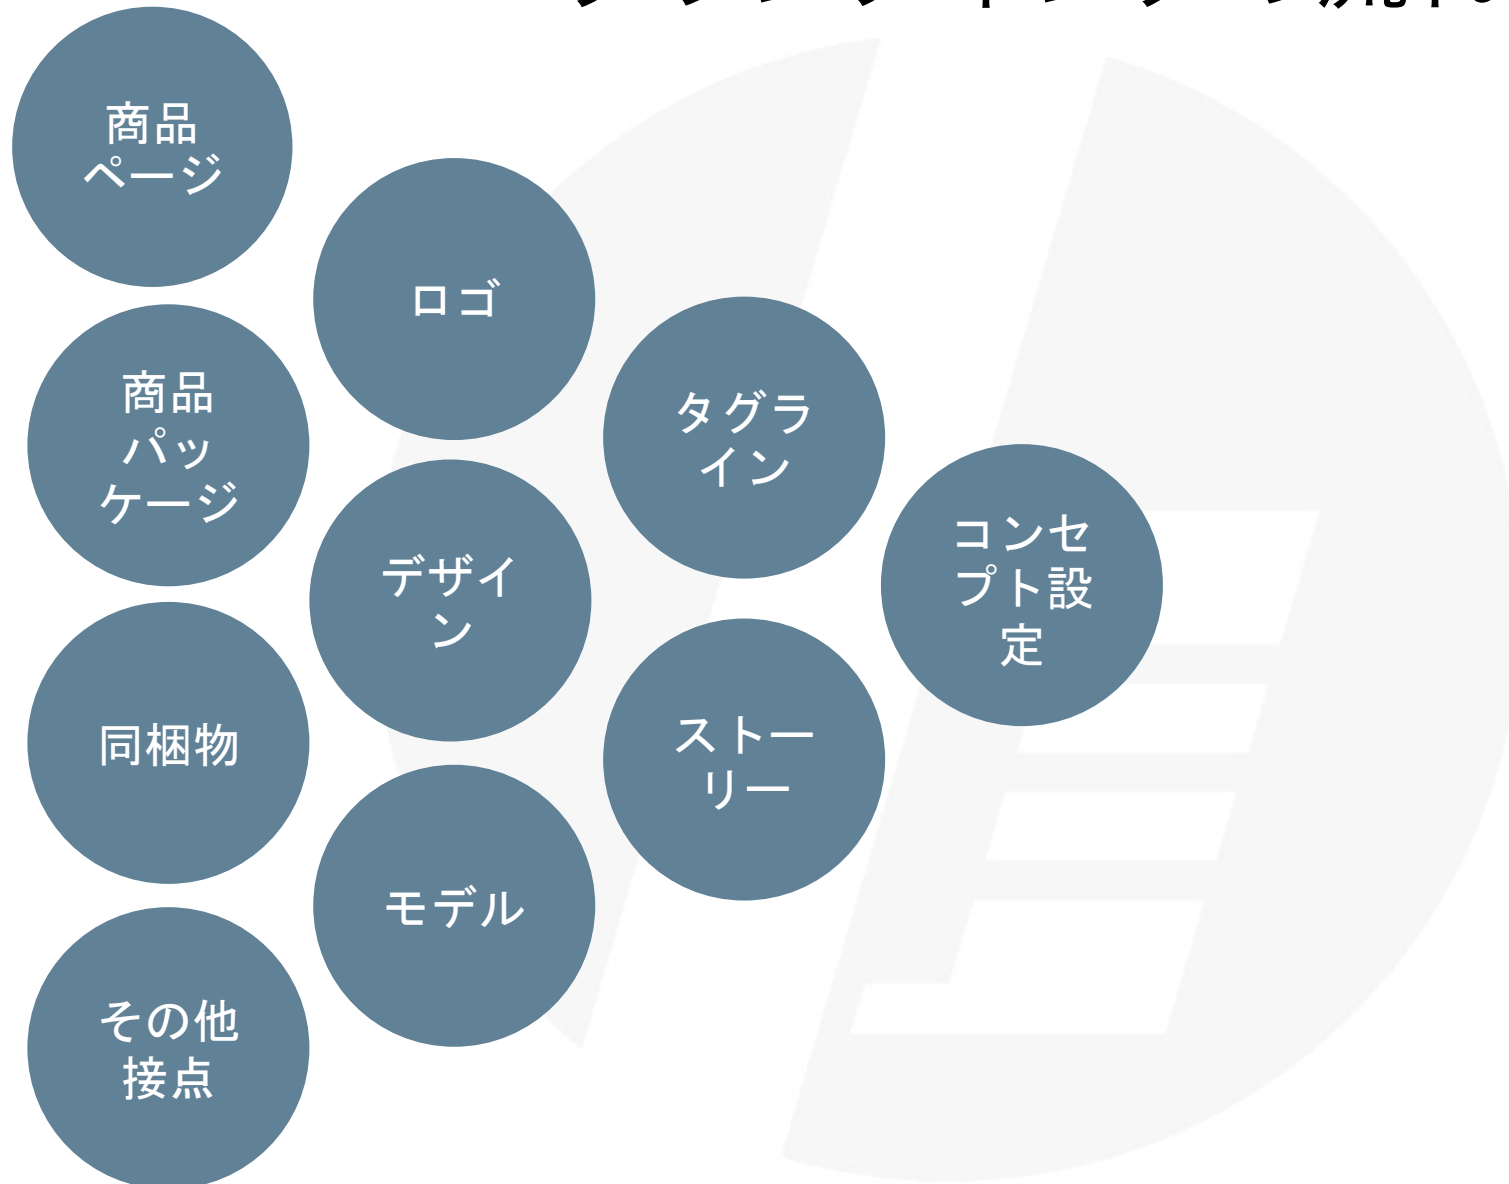 商品
ページ
ロゴ
商品
パッ
ケージ
タグラ
イン
デザイ
ン
コンセ
プト設
定
同梱物
ストー
リー
モデル
その他
接点